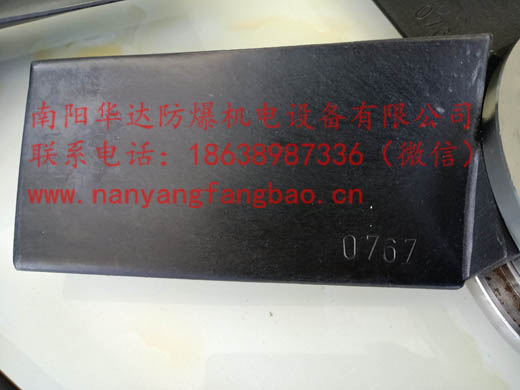 南阳华达防爆机电设备有限公司
联系电话：18638987336（微信）
www.nanyangfangbao.cn
0767